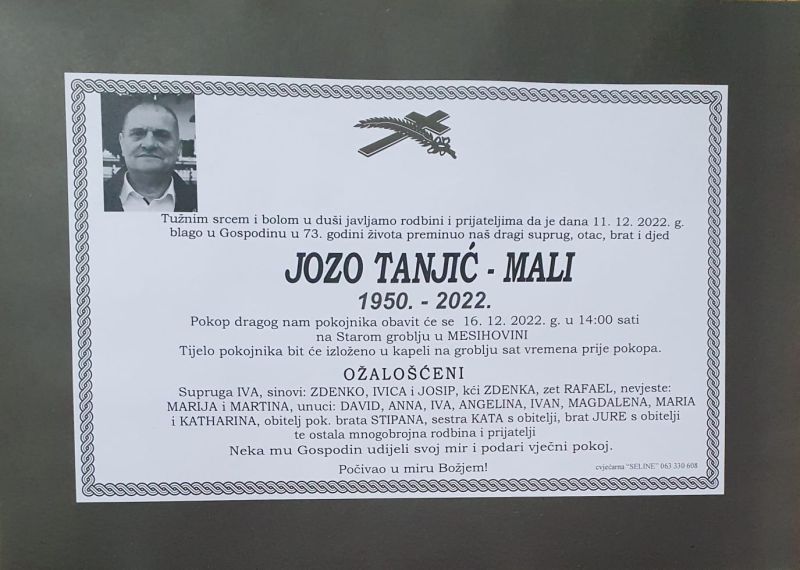 Tužnim srcem i bolom u duši javljamo rodbini i prijateljima da je dana 11. 12. 2022. g.
blago u Gospodinu u 73. godini života preminuo naš dragi suprug, otac, brat i djed
JOZO TANJIĆ - MALI
1950. - 2022.
Pokop dragog nam pokojnika obavit će se 16. 12. 2022. g. u 14:00 sati
na Starom groblju u MESIHOVINI
Tijelo pokojnika bit će izloženo u kapeli na groblju sat vremena prije pokopa.
OŽALOŠĆENI
Supruga IVA, sinovi: ZDENKO, IVICA i JOSIP, kći ZDENKA, zet RAFAEL, nevjeste:
MARIJA i MARTINA, unuci: DAVID, ANNA, IVA, ANGELINA, IVAN, MAGDALENA, MARIA
i KATHARINA, obitelj pok. brata STIPANA, sestra KATA s obitelji, brat JURE s obitelji
te ostala mnogobrojna rodbina i prijatelji
Neka mu Gospodin udijeli svoj mir i podari vječni pokoj.
Počivao u miru Božjem!
cvjećarna "SELINE" 063 330 608